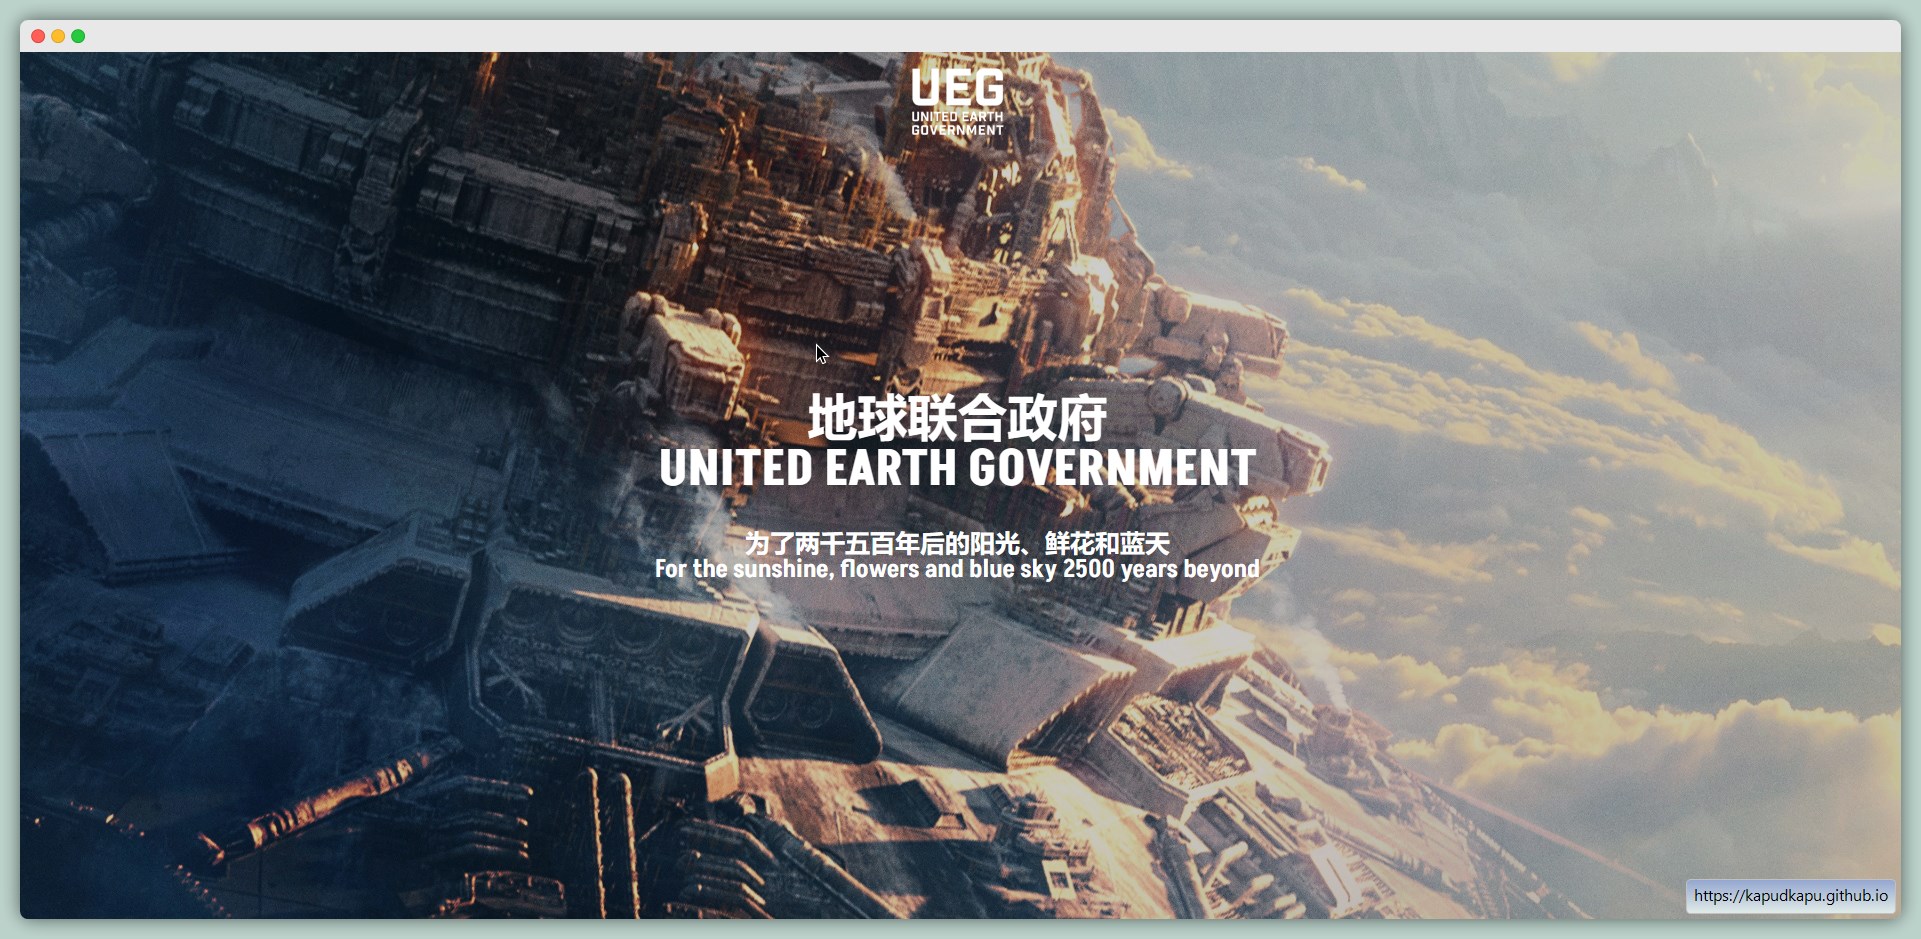 UEG
UNITED EARTH
GOVERNMENT
地球联合政府
UNITED EARTH GOVERNMENT
为了两千五百年后的阳光、鲜花和蓝天
For the sunshine, flowers and blue sky 2500 years beyond
https://kapudkapu.github.io